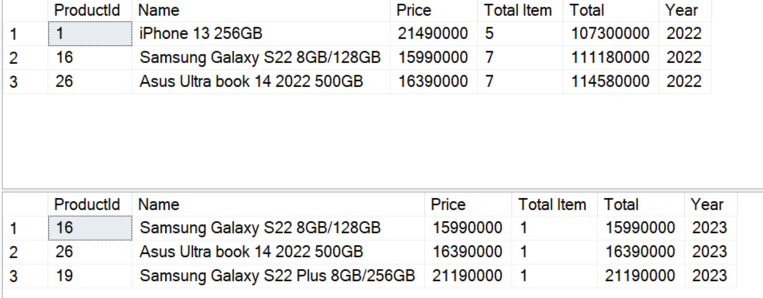 ProductId Name Price Total Item Total Year
1 1 iPhone 13 256GB 21490000 5 107300000 2022
2 16 Samsung Galaxy S22 8GB/128GB 15990000 7 111180000 2022
3 26 Asus Ultra book 14 2022 500GB 16390000 7 114580000 2022
ProductId Name Price Total Item Total Year
1 16 Samsung Galaxy S22 8GB/128GB 15990000 1 15990000 2023
2 26 Asus Ultra book 14 2022 500GB 16390000 1 16390000 2023
3 19 Samsung Galaxy S22 Plus 8GB/256GB 21190000 1 21190000 2023